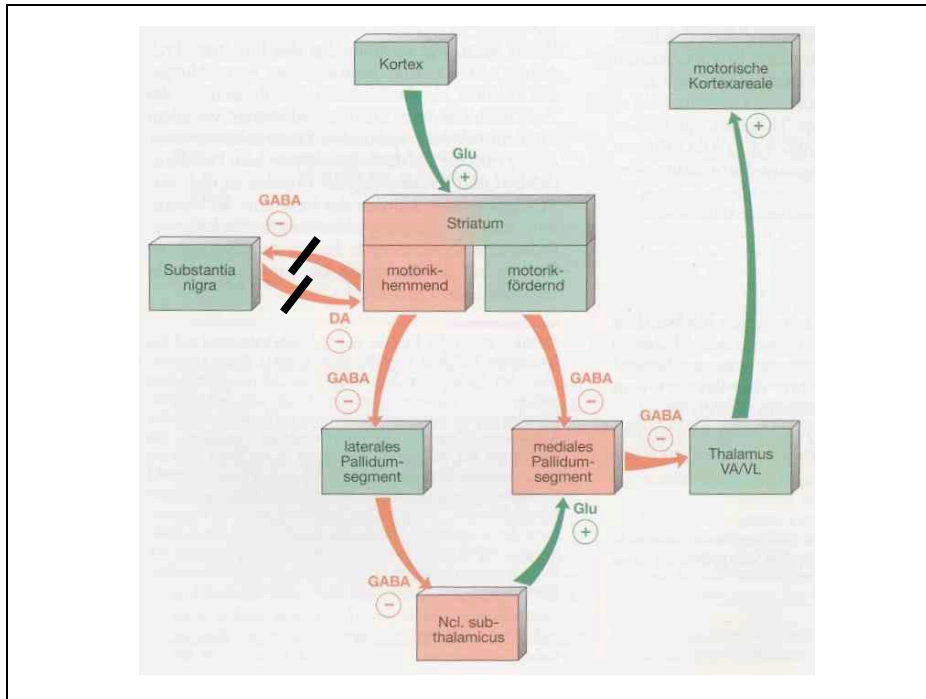 Kortex
motorische
Kortexareale
+
Glu
+
GABA
−
Striatum
Substantia
nigra
motorik-
hemmend
motorik-
fördernd
DA
−
GABA
−
GABA
−
GABA
−
laterales
Pallidum-
segment
mediales
Pallidum-
segment
Thalamus
VA/VL
Glu
+
GABA
−
Ncl. sub-
thalamicus